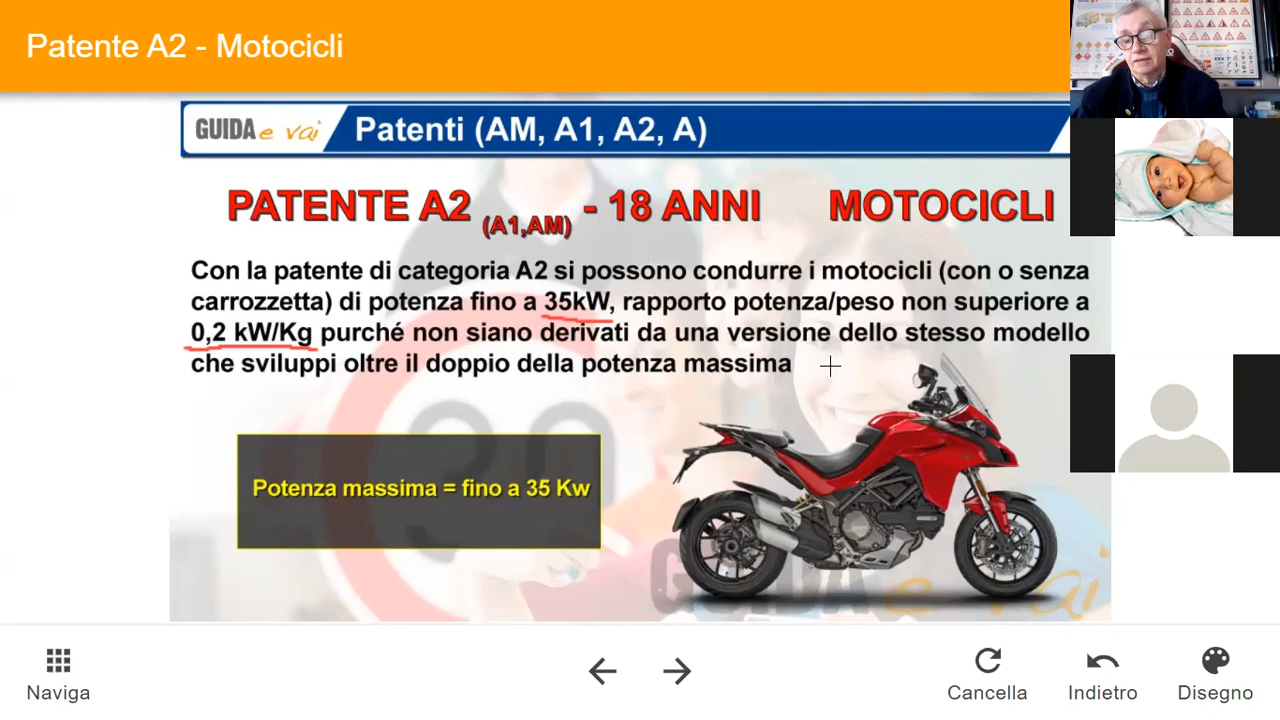 Patente A2 - Motocicli
GUIDA e vai
Patenti (AM, A1, A2, A)
PATENTE A2 (A1,AM) - 18 ANNI MOTOCICLI
Con la patente di categoria A2 si possono condurre i motocicli (con o senza
carrozzetta) di potenza fino a 35kW, rapporto potenza/peso non superiore a
0,2 kW/Kg purché non siano derivati da una versione dello stesso modello
che sviluppi oltre il doppio della potenza massima
Potenza massima = fino a 35 Kw
GUIDA e vai
Naviga
Cancella
Indietro
Disegno